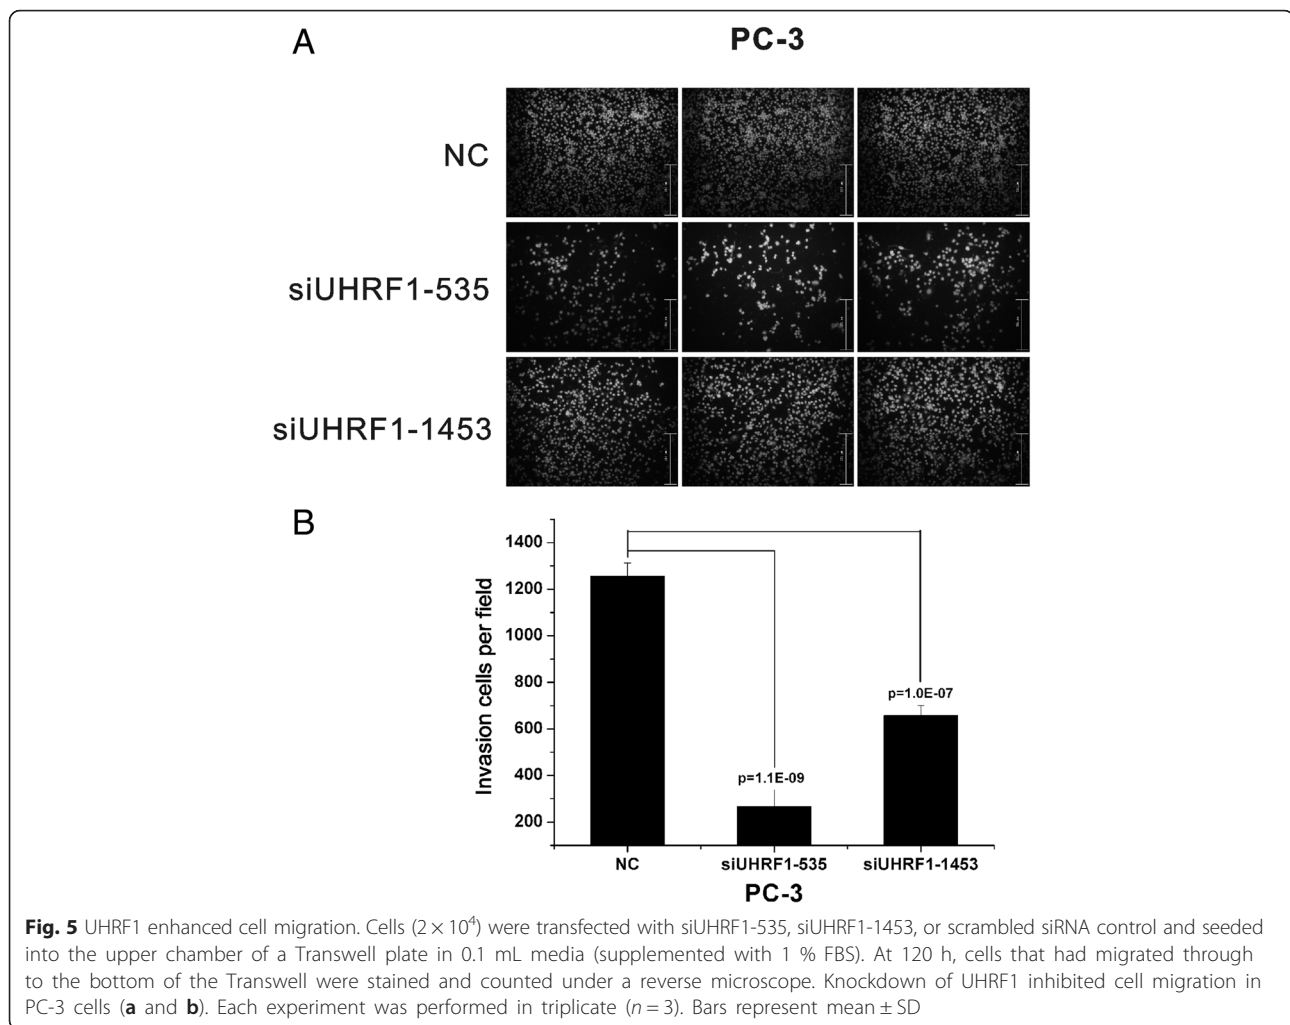 A
PC-3
NC
siUHRF1-535
siUHRF1-1453
B
Invasion cells per field
1400
1200
1000
800
600
400
200
p=1.1E-09
p=1.0E-07
NC siUHRF1-535 siUHRF1-1453
PC-3
Fig. 5 UHRF1 enhanced cell migration. Cells (2 × 10⁴) were transfected with siUHRF1-535, siUHRF1-1453, or scrambled siRNA control and seeded
into the upper chamber of a Transwell plate in 0.1 mL media (supplemented with 1 % FBS). At 120 h, cells that had migrated through
to the bottom of the Transwell were stained and counted under a reverse microscope. Knockdown of UHRF1 inhibited cell migration in
PC-3 cells (a and b). Each experiment was performed in triplicate (n = 3). Bars represent mean ± SD